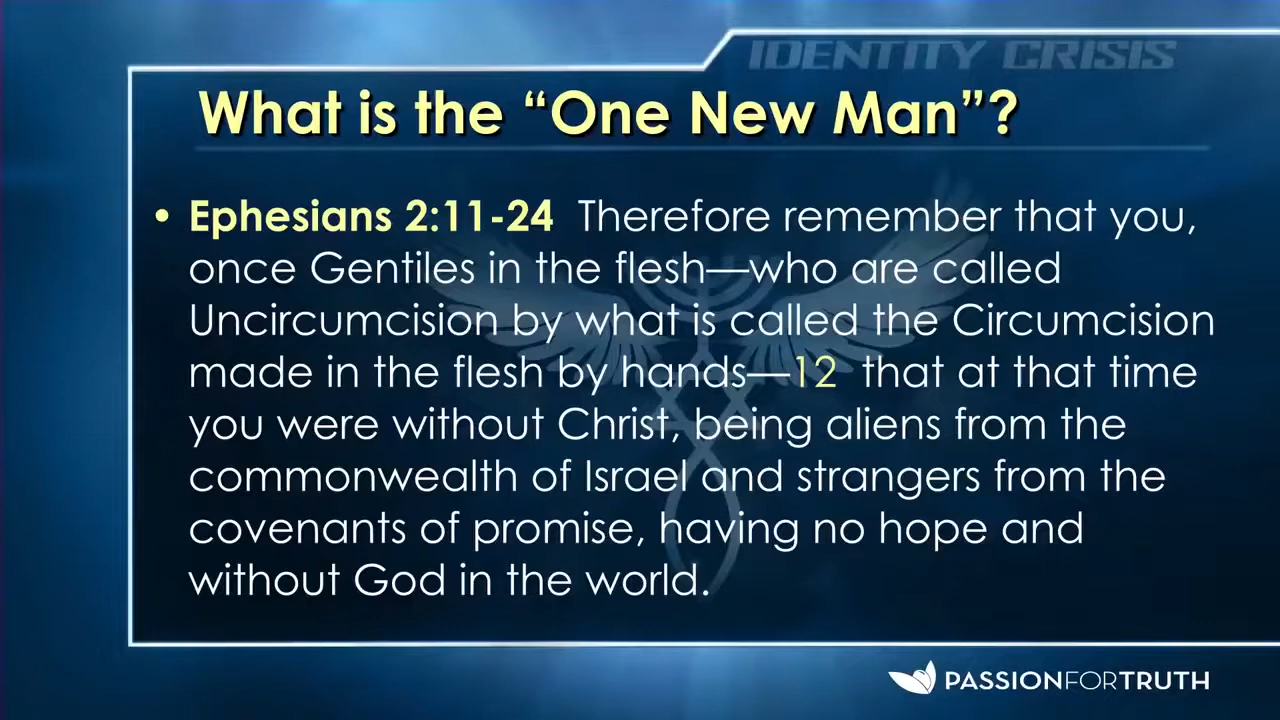 IDENTITY CRISIS
What is the “One New Man”?
• Ephesians 2:11-24 Therefore remember that you,
once Gentiles in the flesh—who are called
Uncircumcision by what is called the Circumcision
made in the flesh by hands—12 that at that time
you were without Christ, being aliens from the
commonwealth of Israel and strangers from the
covenants of promise, having no hope and
without God in the world.
PASSIONFORTRUTH